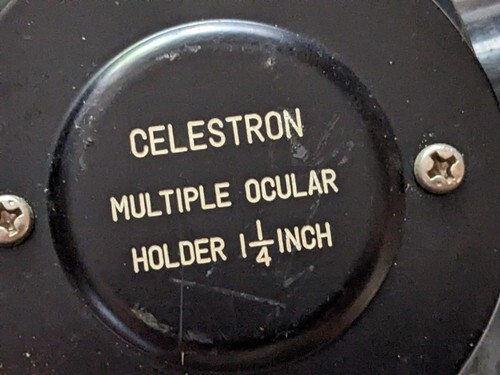 CELESTRON
MULTIPLE OCULAR
HOLDER 1 1/4 INCH